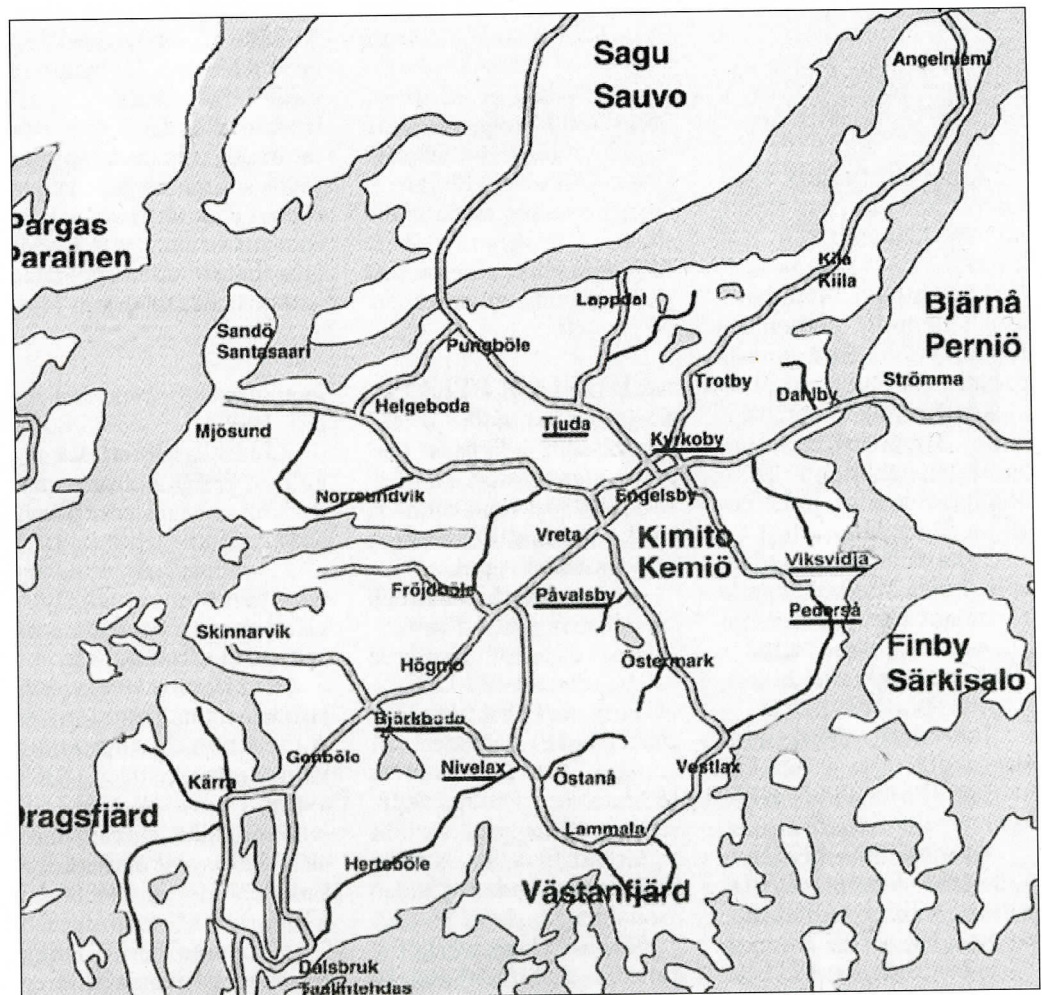 Sagu
Sauvo
Angelniemi
Pargas
Parainen
Kila
Kiila
Lappdal
Bjärnå
Perniö
Sandö
Santasaari
Pungböle
Trotby
Dahlby
Strömma
Helgeboda
Mjösund
Tjuda
Kyrkoby
Norrsundvik
Engelsby
Vreta
Kimito
Kemiö
Viksvidja
Fröjdböle
Påvalsby
Pederså
Skinnarvik
Högmo
Östermark
Finby
Särkisalo
Björkboda
Gonböle
Nivelax
Östanå
Vestlax
Kärra
Dragsfjärd
Lammala
Herteböle
Västanfjärd
Dalsbruk
Taalintehdas